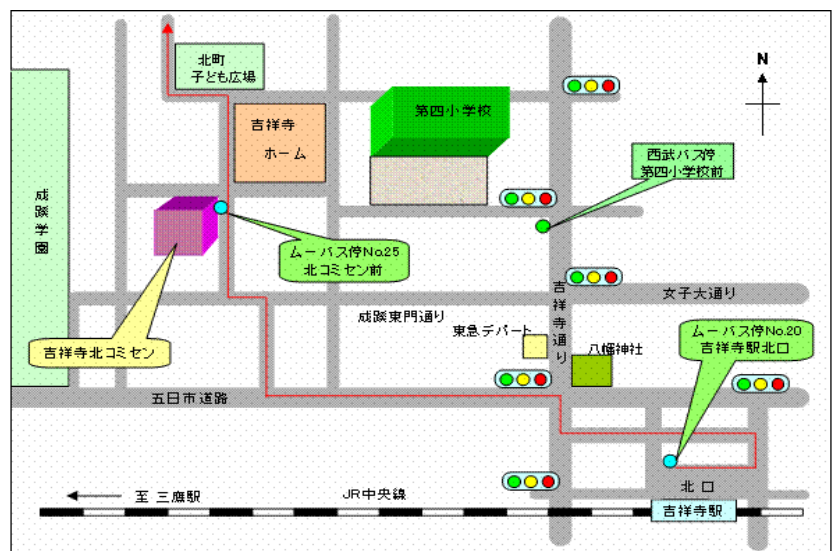 北町
子ども広場
N
吉祥寺
ホーム
第四小学校
西武バス停
第四小学校前
成蹊学園
ムーバス停No.25
北コミセン前
女子大通り
吉祥寺通り
成蹊東門通り
東急デパート
八幡神社
ムーバス停No.20
吉祥寺駅北口
吉祥寺北コミセン
五日市道路
北口
至 三鷹駅
JR中央線
吉祥寺駅